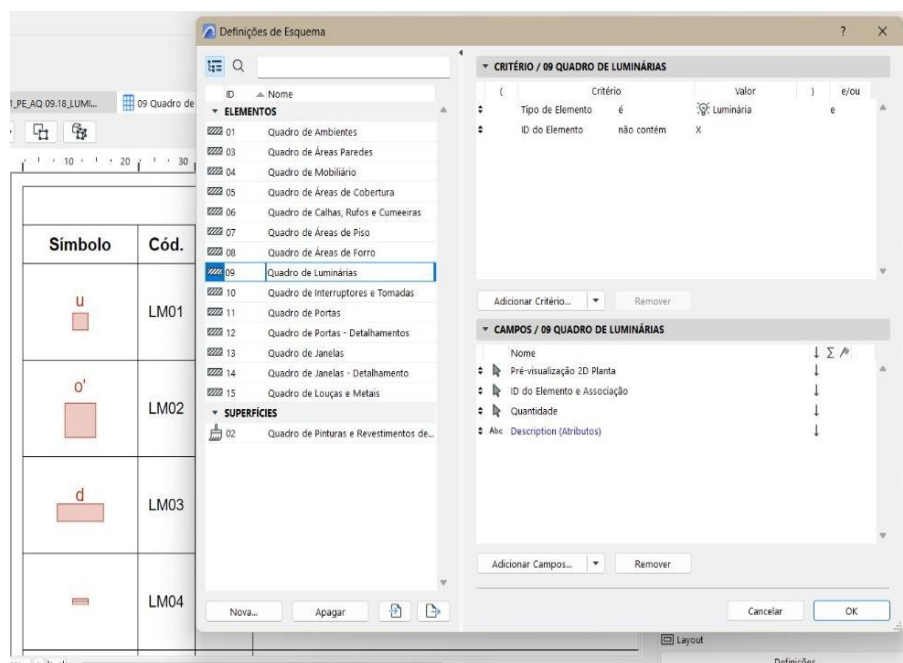 Definições de Esquema ? X
ID Nome
ELEMENTOS
01 Quadro de Ambientes
03 Quadro de Áreas Paredes
04 Quadro de Mobiliário
05 Quadro de Áreas de Cobertura
06 Quadro de Calhas, Rufos e Cumeeiras
07 Quadro de Áreas de Piso
08 Quadro de Áreas de Forro
09 Quadro de Luminárias
10 Quadro de Interruptores e Tomadas
11 Quadro de Portas
12 Quadro de Portas - Detalhamentos
13 Quadro de Janelas
14 Quadro de Janelas - Detalhamento
15 Quadro de Louças e Metais
SUPERFÍCIES
02 Quadro de Pinturas e Revestimentos de...
Nova... Apagar
CRITÉRIO / 09 QUADRO DE LUMINÁRIAS
( Critério Valor ) e/ou
Tipo de Elemento é Luminária e
ID do Elemento não contém X
Adicionar Critério... Remover
CAMPOS / 09 QUADRO DE LUMINÁRIAS
Nome
Pré-visualização 2D Planta
ID do Elemento e Associação
Quantidade
Abc Description (Atributos)
Adicionar Campos... Remover
Cancelar OK
1_PE_AQ 09.18_LUMI... 09 Quadro de
10 20 30
Símbolo Cód.
u LM01
o' LM02
d LM03
LM04
Layout
Definições